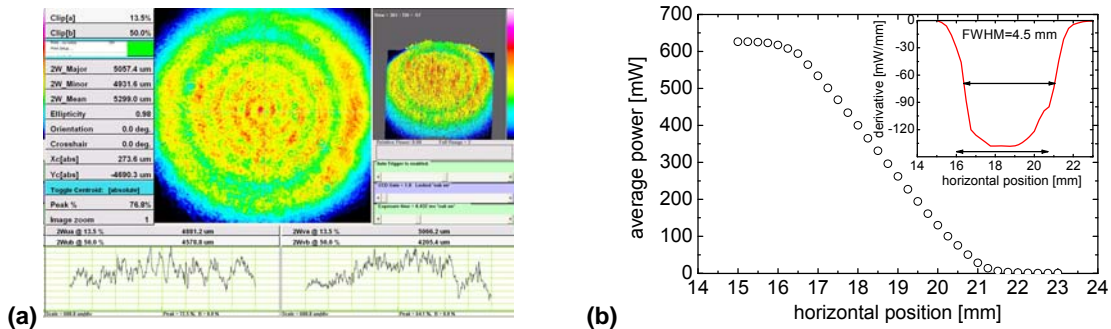 Clip[a] 13.5%
Clip[b] 50.0%
2W_Major 5057.4 um
2W_Minor 4931.6 um
2W_Mean 5299.0 um
Ellipticity 0.98
Orientation 0.0 deg.
Crosshair 0.0 deg.
Xc[abs] 273.6 um
Yc[abs] -4690.3 um
Toggle Centroid: [absolute]
Peak % 76.8%
Image zoom 1
2Wua @ 13.5 % 4881.2 um
2Wub @ 50.0 % 4578.8 um
2Wva @ 13.5 % 5066.2 um
2Wvb @ 50.0 % 4265.4 um
(a)
average power [mW]
700
600
500
400
300
200
100
0
14 15 16 17 18 19 20 21 22 23 24
horizontal position [mm]
derivative [mW/mm]
0
-30
-60
-90
-120
FWHM=4.5 mm
14 16 18 20 22
horizontal position [mm]
(b)